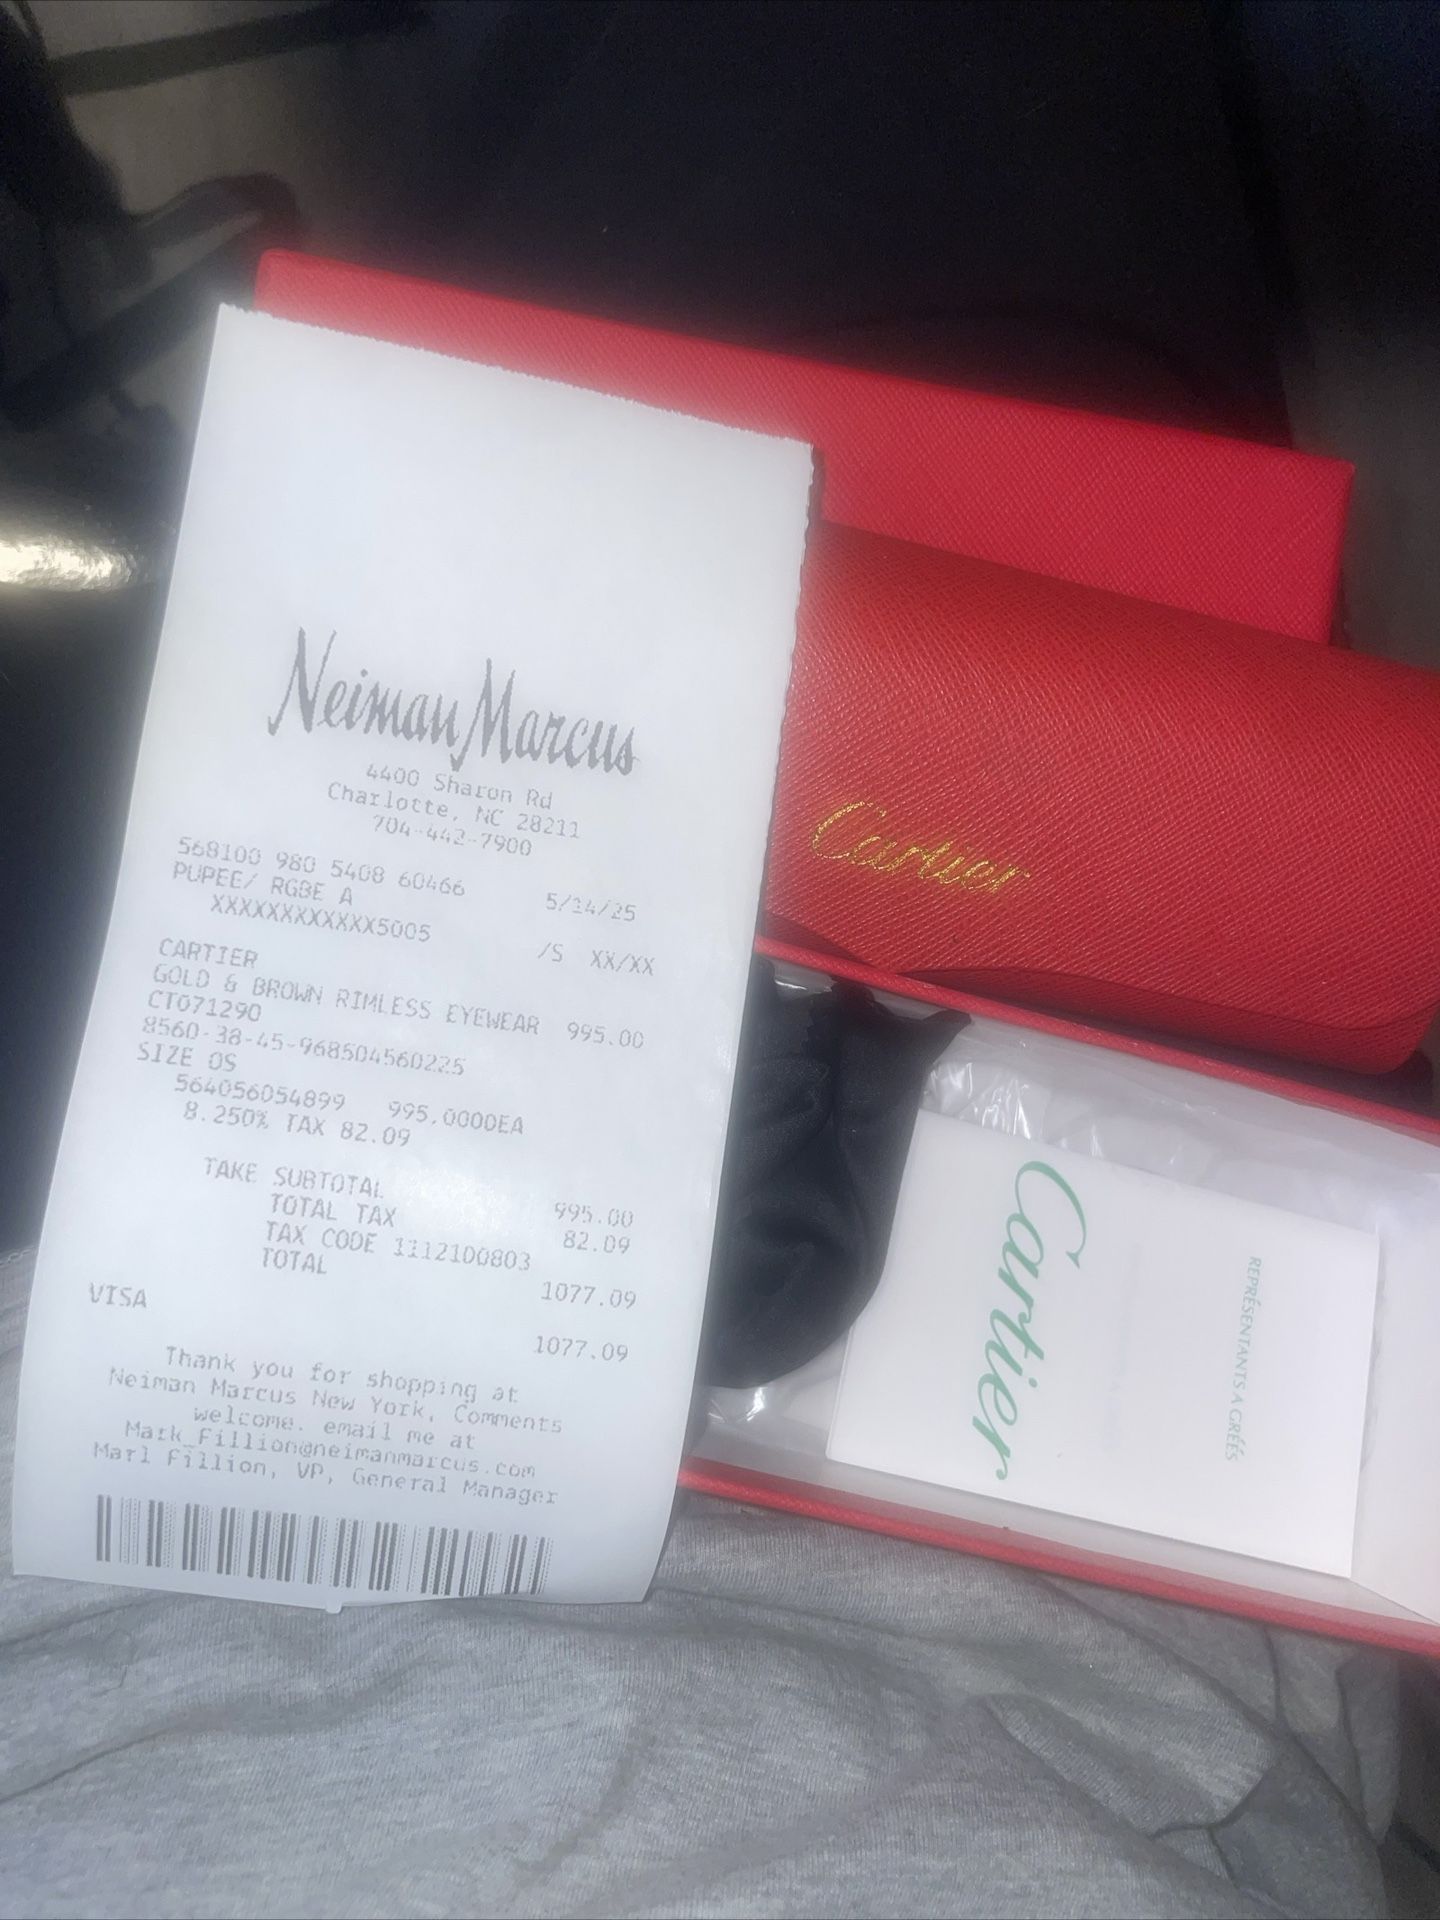 Neiman Marcus
4400 Sharon Rd
Charlotte, NC 28211
704-442-7900
568100 980 5408 60466 5/14/25
PUPEE/ RGBE A
XXXXXXXXXXXX5005 /S XX/XX
CARTIER
GOLD & BROWN RIMLESS EYEWEAR 995.00
CT071290
8560-38-45-968504560225
SIZE OS
564056054899 995.0000EA
8.250% TAX 82.09
TAKE SUBTOTAL 995.00
TOTAL TAX 82.09
TAX CODE 1112100803
TOTAL 1077.09
VISA 1077.09
Thank you for shopping at
Neiman Marcus New York, Comments
welcome. email me at
Mark_Fillion@neimanmarcus.com
Marl Fillion, VP, General Manager
Cartier
Cartier
REPRÉSENTANTS AGRÉÉS